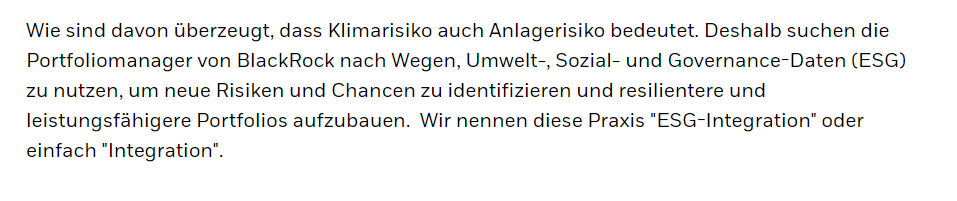 Wie sind davon überzeugt, dass Klimarisiko auch Anlagerisiko bedeutet. Deshalb suchen die
Portfoliomanager von BlackRock nach Wegen, Umwelt-, Sozial- und Governance-Daten (ESG)
zu nutzen, um neue Risiken und Chancen zu identifizieren und resilientere und
leistungsfähigere Portfolios aufzubauen.  Wir nennen diese Praxis "ESG-Integration" oder
einfach "Integration".